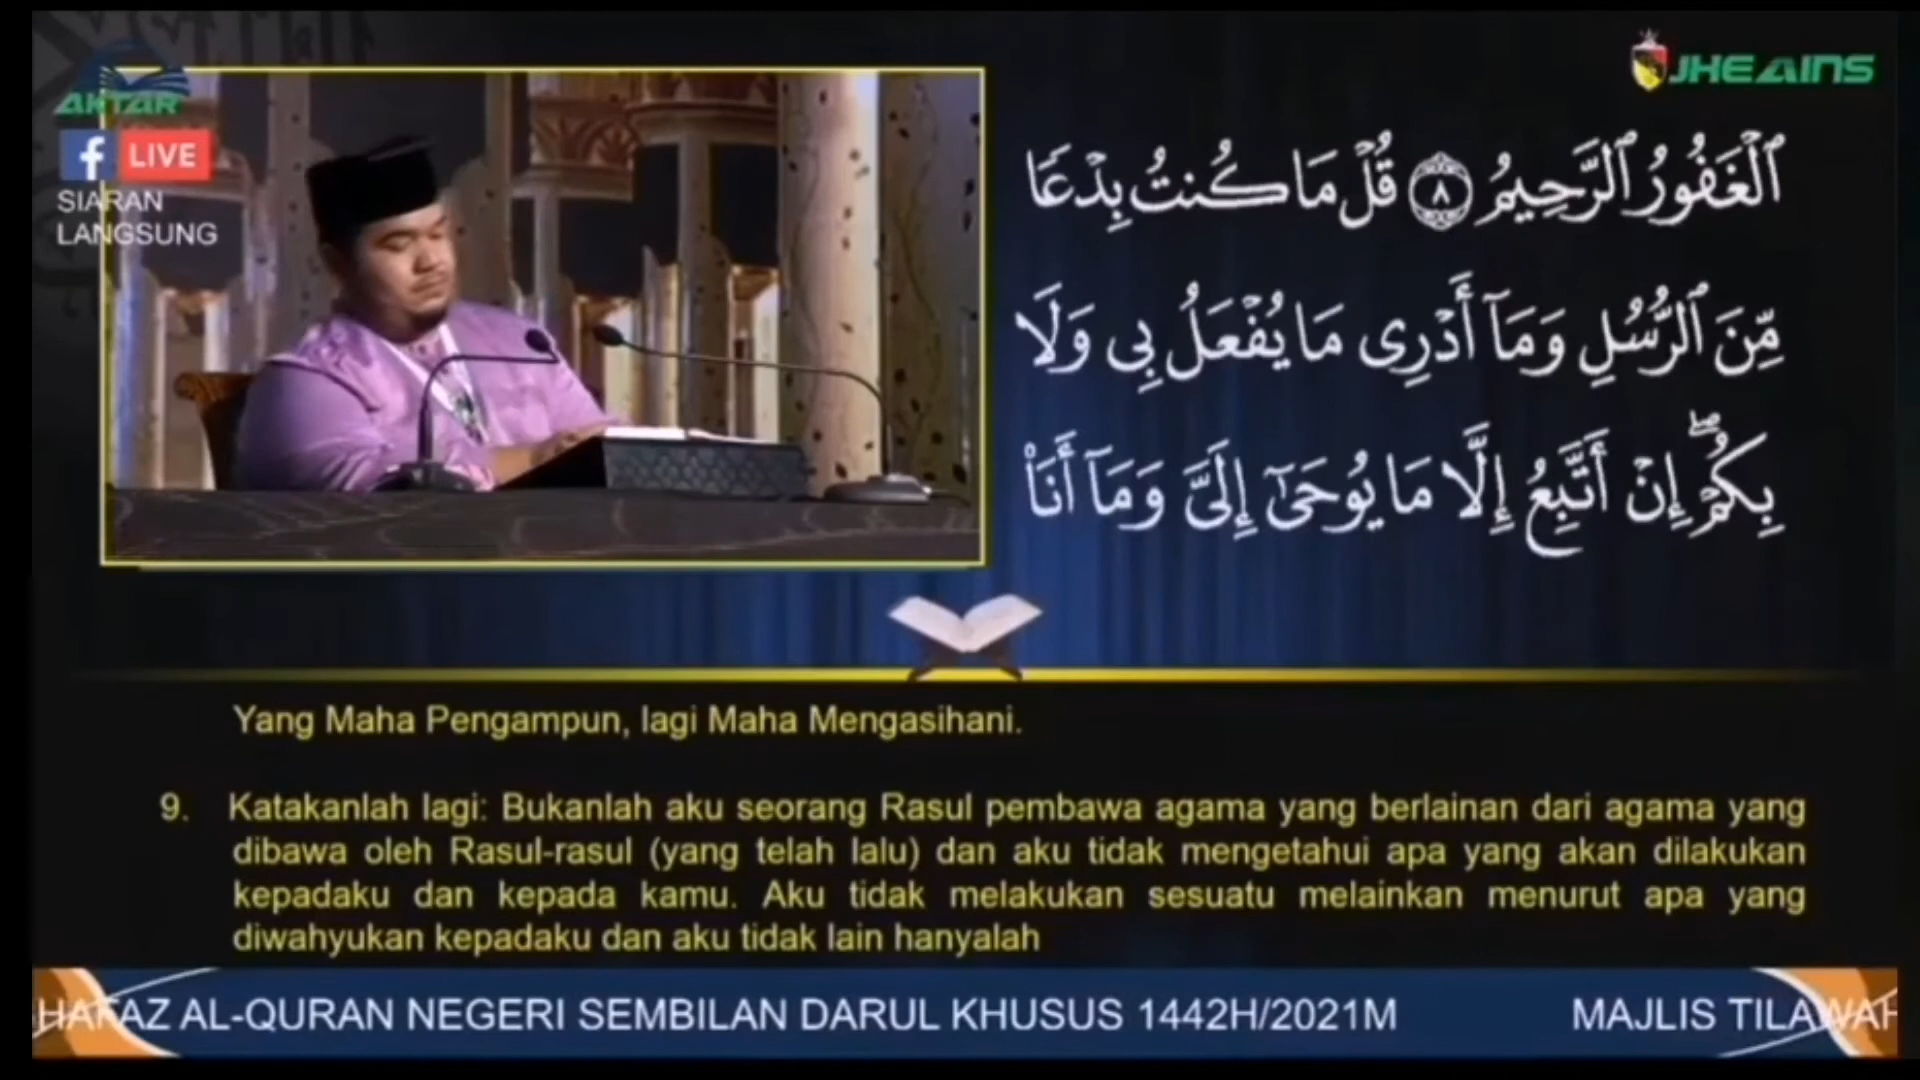 AKTAR
f LIVE
SIARAN
LANGSUNG
JHEAINS
ٱلْغَفُورُ ٱلرَّحِيمُ ۝٨ قُلْ مَا كُنتُ بِدْعًا
مِّنَ ٱلرُّسُلِ وَمَآ أَدْرِى مَا يُفْعَلُ بِى وَلَا
بِكُمْ ۖ إِنْ أَتَّبِعُ إِلَّا مَا يُوحَىٰٓ إِلَىَّ وَمَآ أَنَا۠
Yang Maha Pengampun, lagi Maha Mengasihani.
9. Katakanlah lagi: Bukanlah aku seorang Rasul pembawa agama yang berlainan dari agama yang
dibawa oleh Rasul-rasul (yang telah lalu) dan aku tidak mengetahui apa yang akan dilakukan
kepadaku dan kepada kamu. Aku tidak melakukan sesuatu melainkan menurut apa yang
diwahyukan kepadaku dan aku tidak lain hanyalah
HAFAZ AL-QURAN NEGERI SEMBILAN DARUL KHUSUS 1442H/2021M MAJLIS TILAWAH